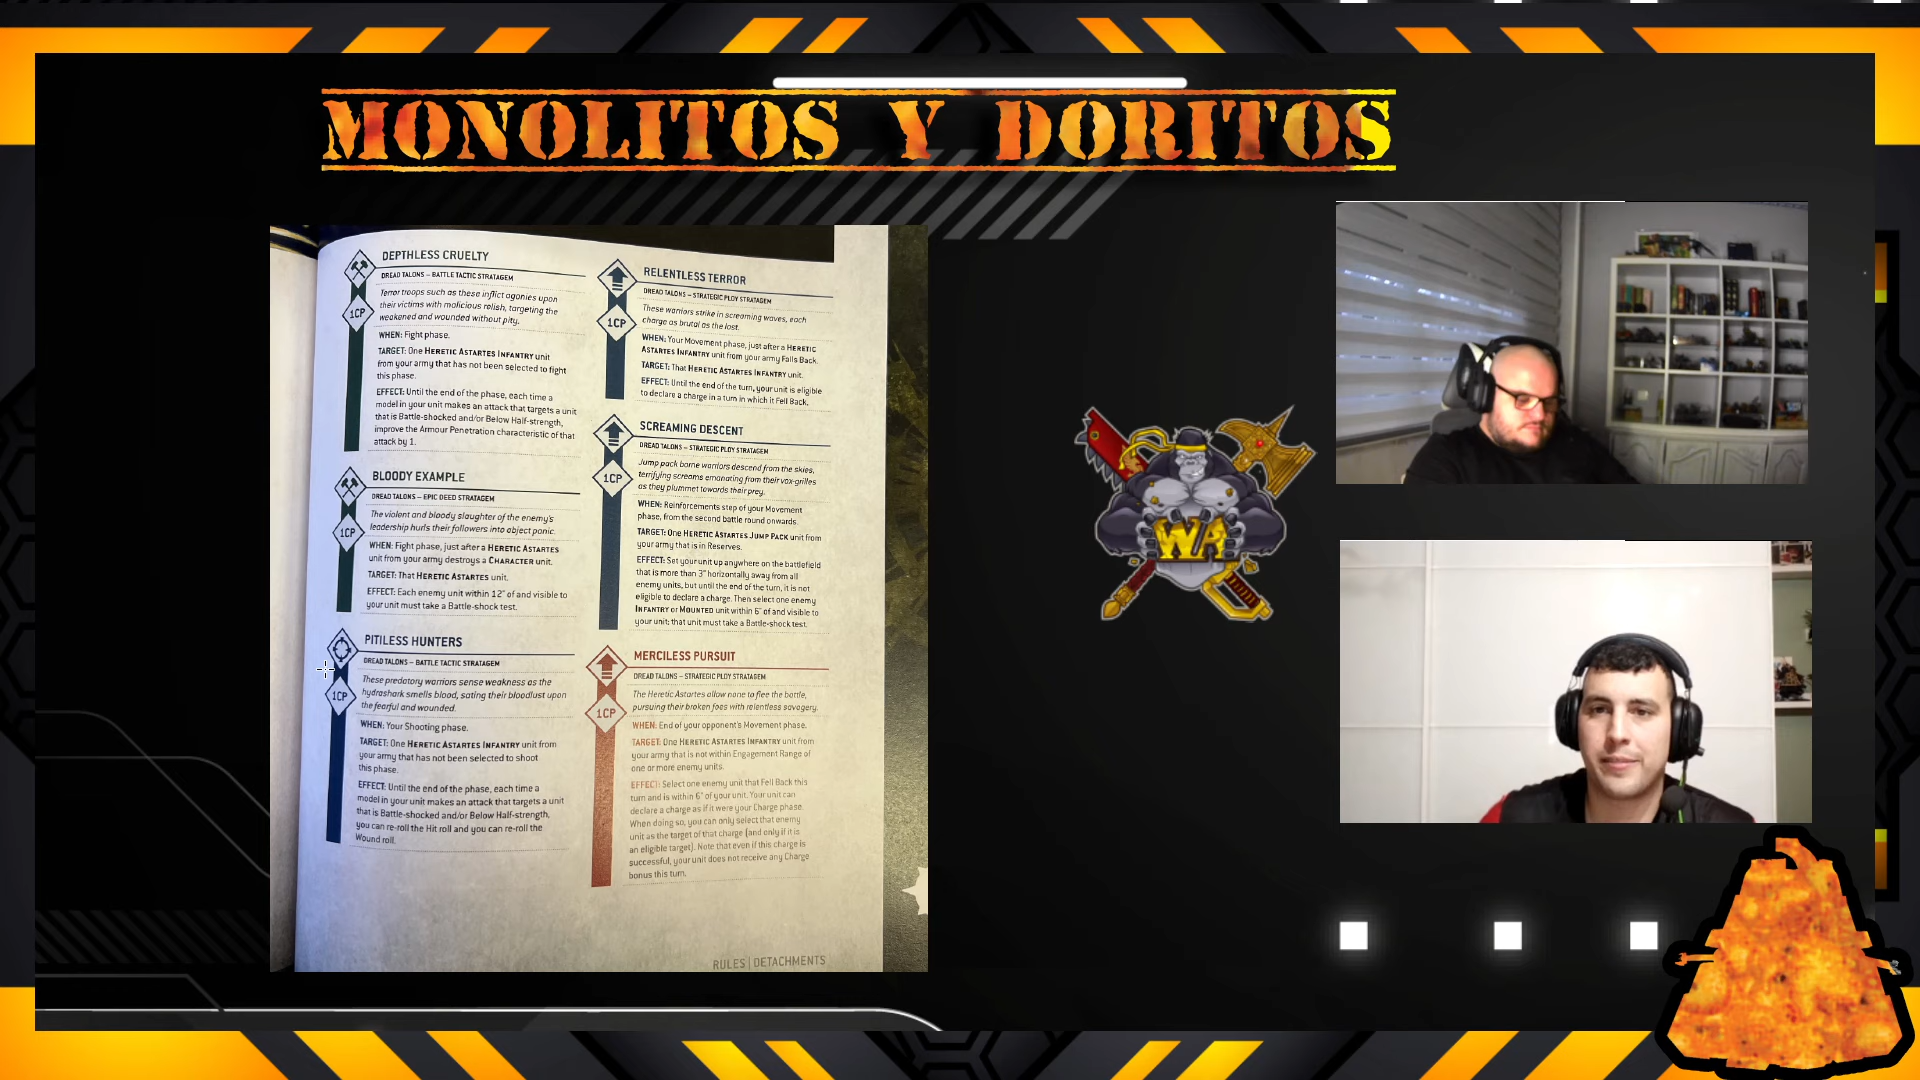 MONOLITOS Y DORITOS
DEPTHLESS CRUELTY
DREAD TALONS – BATTLE TACTIC STRATAGEM
Terror troops such as these inflict agonies upon
their victims with malicious relish, targeting the
weakened and wounded without pity.
1CP
WHEN: Fight phase.
TARGET: One HERETIC ASTARTES INFANTRY unit
from your army that has not been selected to fight
this phase.
EFFECT: Until the end of the phase, each time a
model in your unit makes an attack that targets a unit
that is Battle-shocked and/or Below Half-strength,
improve the Armour Penetration characteristic of that
attack by 1.
BLOODY EXAMPLE
DREAD TALONS – EPIC DEED STRATAGEM
The violent and bloody slaughter of the enemy's
leadership hurls their followers into abject panic.
1CP
WHEN: Fight phase, just after a HERETIC ASTARTES
unit from your army destroys a CHARACTER unit.
TARGET: That HERETIC ASTARTES unit.
EFFECT: Each enemy unit within 12" of and visible to
your unit must take a Battle-shock test.
PITILESS HUNTERS
DREAD TALONS – BATTLE TACTIC STRATAGEM
These predatory warriors sense weakness as the
hydrashark smells blood, sating their bloodlust upon
the fearful and wounded.
1CP
WHEN: Your Shooting phase.
TARGET: One HERETIC ASTARTES INFANTRY unit from
your army that has not been selected to shoot
this phase.
EFFECT: Until the end of the phase, each time a
model in your unit makes an attack that targets a unit
that is Battle-shocked and/or Below Half-strength,
you can re-roll the Hit roll and you can re-roll the
Wound roll.
RELENTLESS TERROR
DREAD TALONS – STRATEGIC PLOY STRATAGEM
These warriors strike in screaming waves, each
charge as brutal as the last.
1CP
WHEN: Your Movement phase, just after a HERETIC
ASTARTES INFANTRY unit from your army Falls Back.
TARGET: That HERETIC ASTARTES INFANTRY unit.
EFFECT: Until the end of the turn, your unit is eligible
to declare a charge in a turn in which it Fell Back.
SCREAMING DESCENT
DREAD TALONS – STRATEGIC PLOY STRATAGEM
Jump pack borne warriors descend from the skies,
terrifying screams emanating from their vox-grilles
as they plummet towards their prey.
1CP
WHEN: Reinforcements step of your Movement
phase, from the second battle round onwards.
TARGET: One HERETIC ASTARTES JUMP PACK unit from
your army that is in Reserves.
EFFECT: Set your unit up anywhere on the battlefield
that is more than 3" horizontally away from all
enemy units, but until the end of the turn, it is not
eligible to declare a charge. Then select one enemy
INFANTRY or MOUNTED unit within 6" of and visible to
your unit; that unit must take a Battle-shock test.
MERCILESS PURSUIT
DREAD TALONS – STRATEGIC PLOY STRATAGEM
The Heretic Astartes allow none to flee the battle,
pursuing their broken foes with relentless savagery.
1CP
WHEN: End of your opponent's Movement phase.
TARGET: One HERETIC ASTARTES INFANTRY unit from
your army that is not within Engagement Range of
one or more enemy units.
EFFECT: Select one enemy unit that Fell Back this
turn and is within 6" of your unit. Your unit can
declare a charge as if it were your Charge phase.
When doing so, you can only select that enemy
unit as the target of that charge (and only if it is
an eligible target). Note that even if this charge is
successful, your unit does not receive any Charge
bonus this turn.
RULES | DETACHMENTS
WA